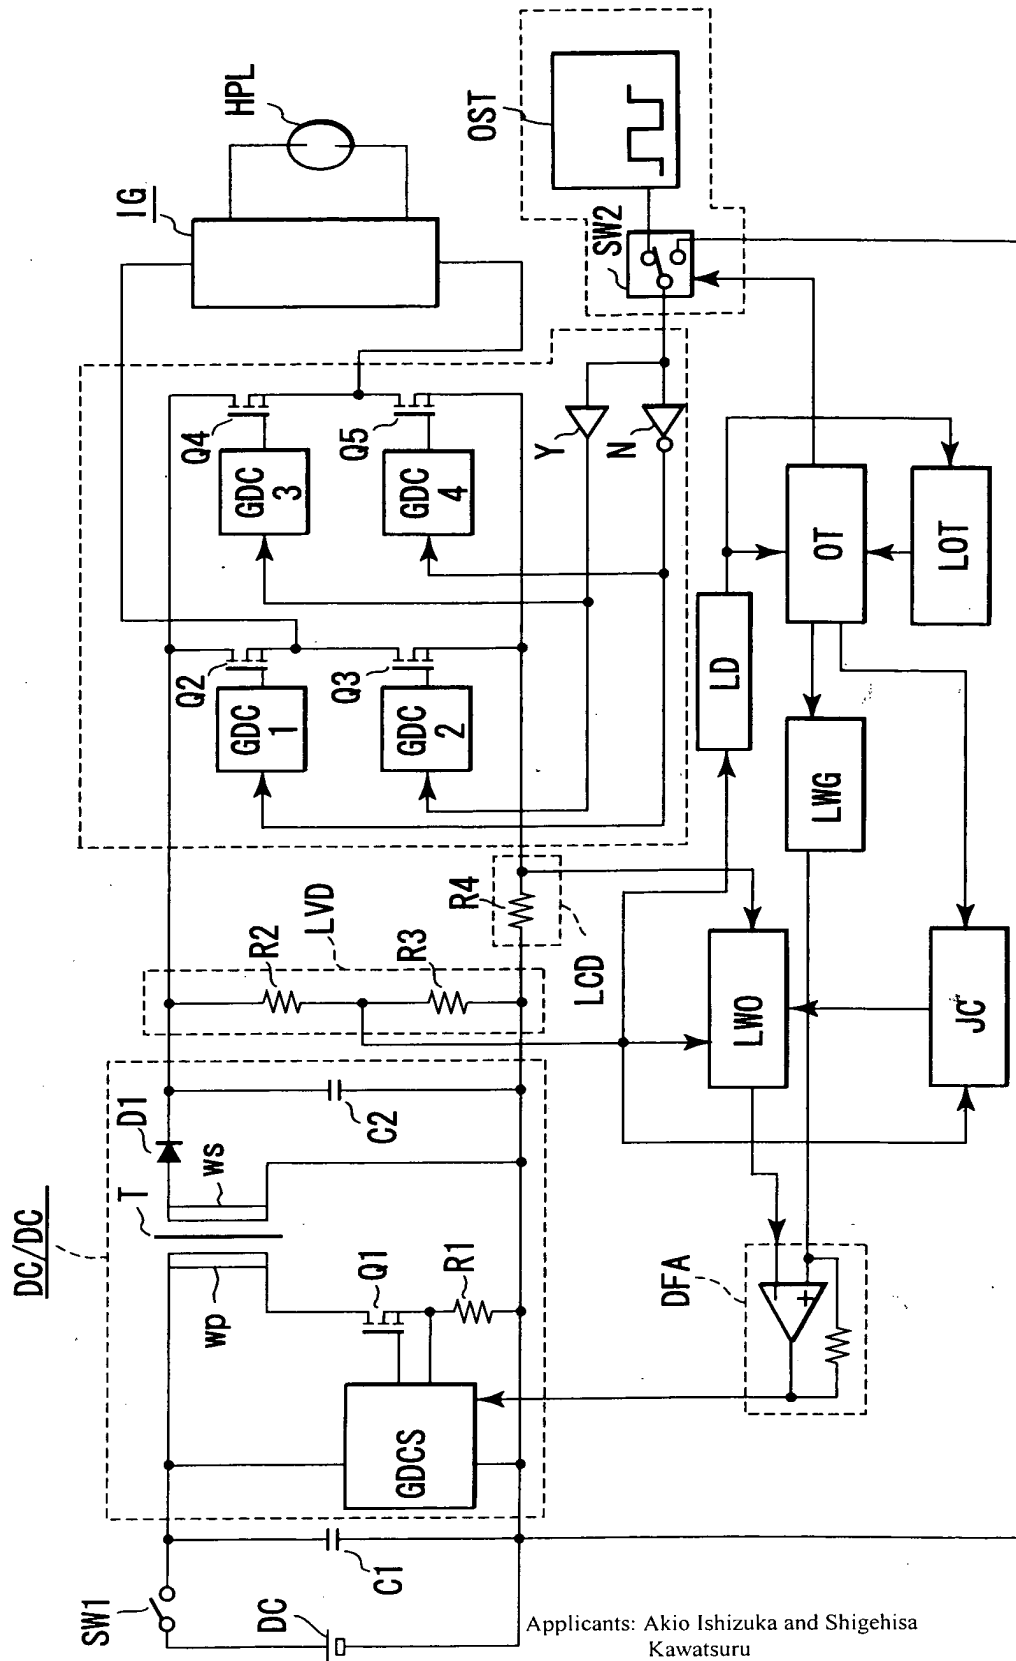 DC/DC
SW1
DC
C1
GDCS
wp
T
ws
D1
Q1
R1
C2
LVD
R2
R3
R4
LCD
Q2
GDC
1
Q3
GDC
2
Q4
GDC
3
Q5
GDC
4
IG
HPL
Y
N
SW2
OST
DFA
−
+
LWO
LWG
LD
OT
LOT
JC
Applicants: Akio Ishizuka and Shigehisa
Kawatsuru